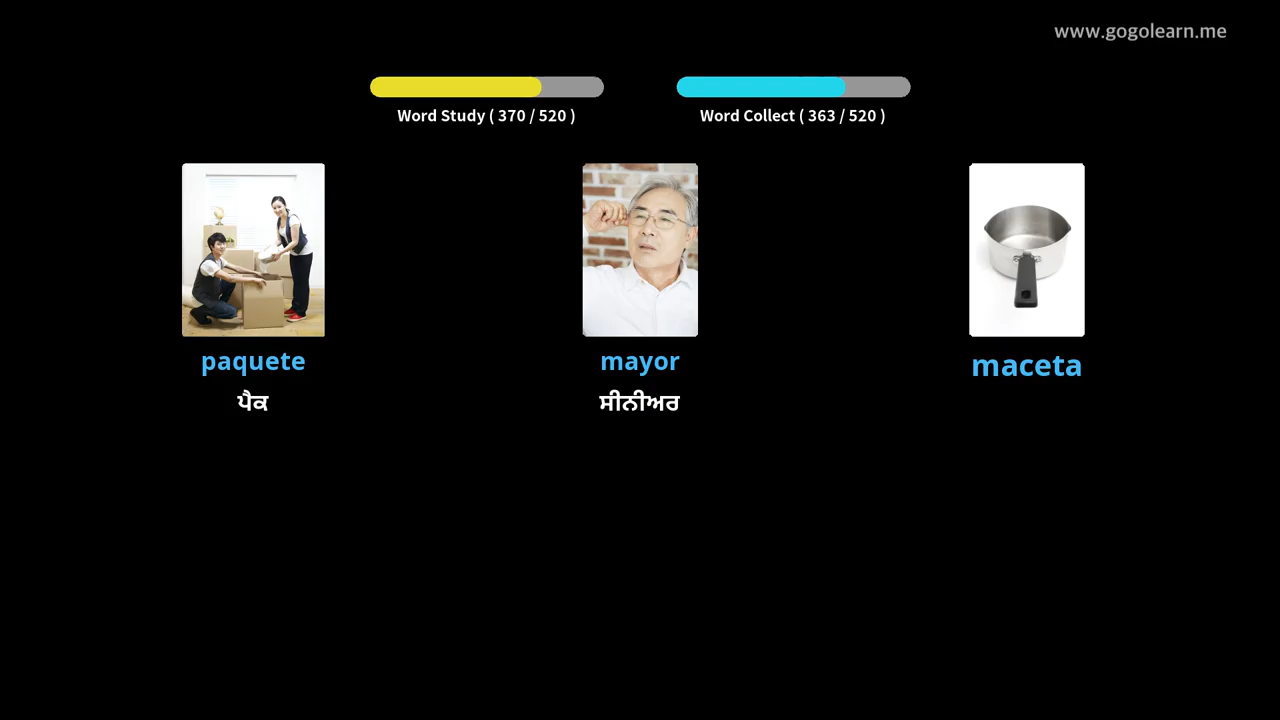 www.gogolearn.me
Word Study ( 370 / 520 )
Word Collect ( 363 / 520 )
paquete
ਪੈਕ
mayor
ਸੀਨੀਅਰ
maceta